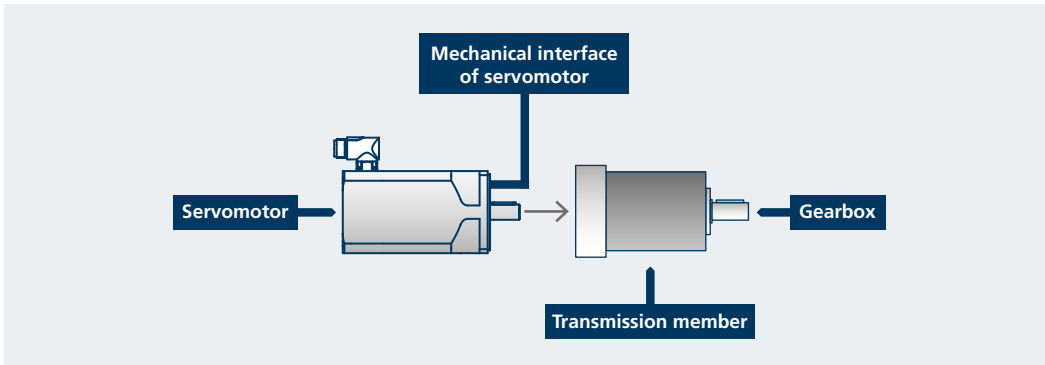 Mechanical interface
of servomotor
Servomotor
Gearbox
Transmission member